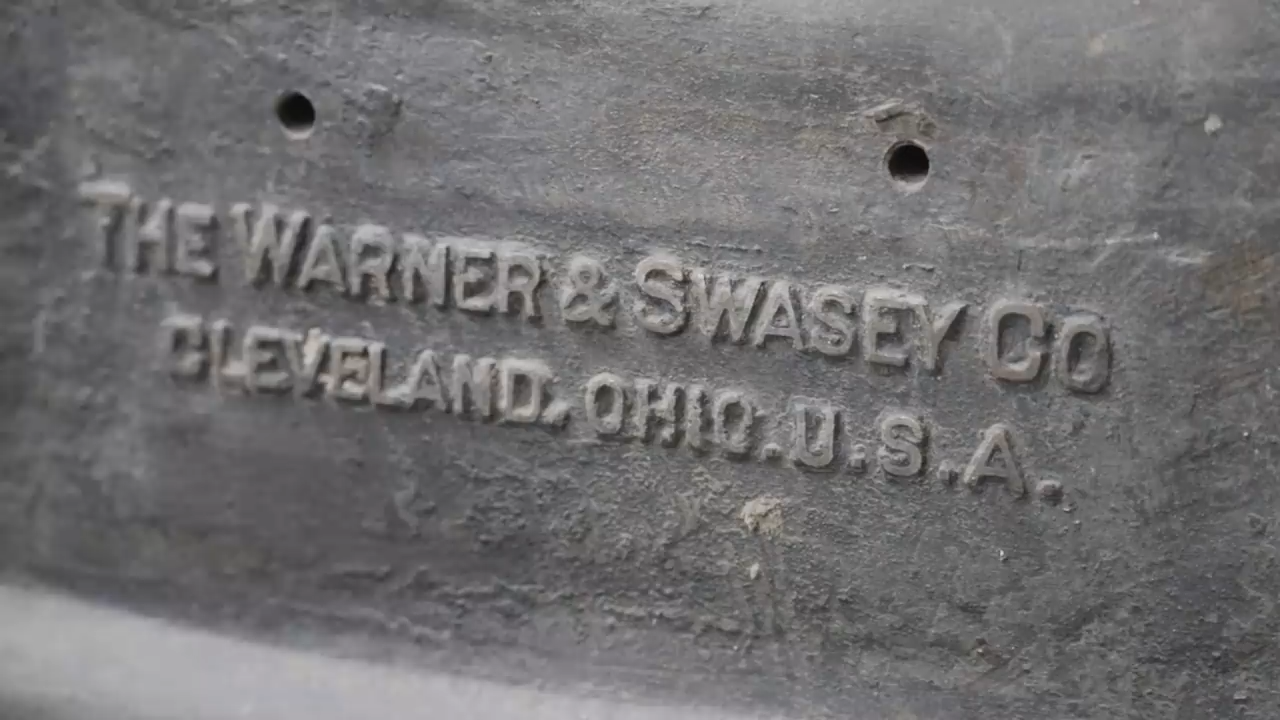 THE WARNER & SWASEY CO
CLEVELAND, OHIO. U.S.A.